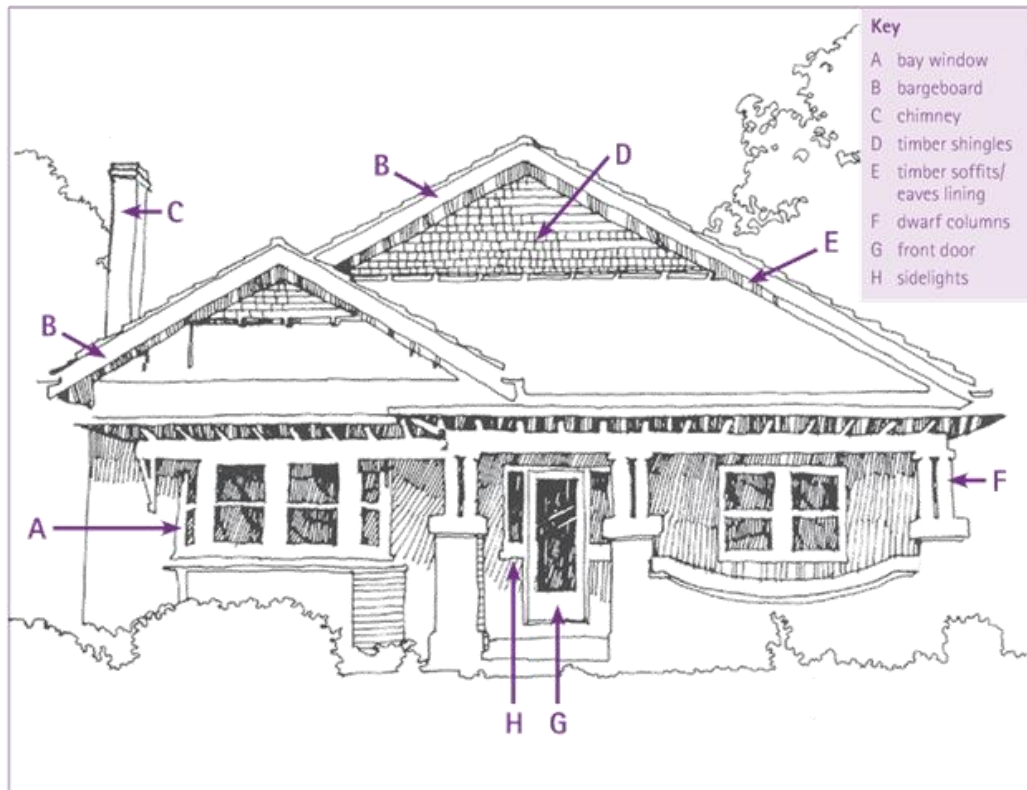 Key
A bay window
B bargeboard
C chimney
D timber shingles
E timber soffits/
eaves lining
F dwarf columns
G front door
H sidelights
B
D
C
E
B
F
A
H G